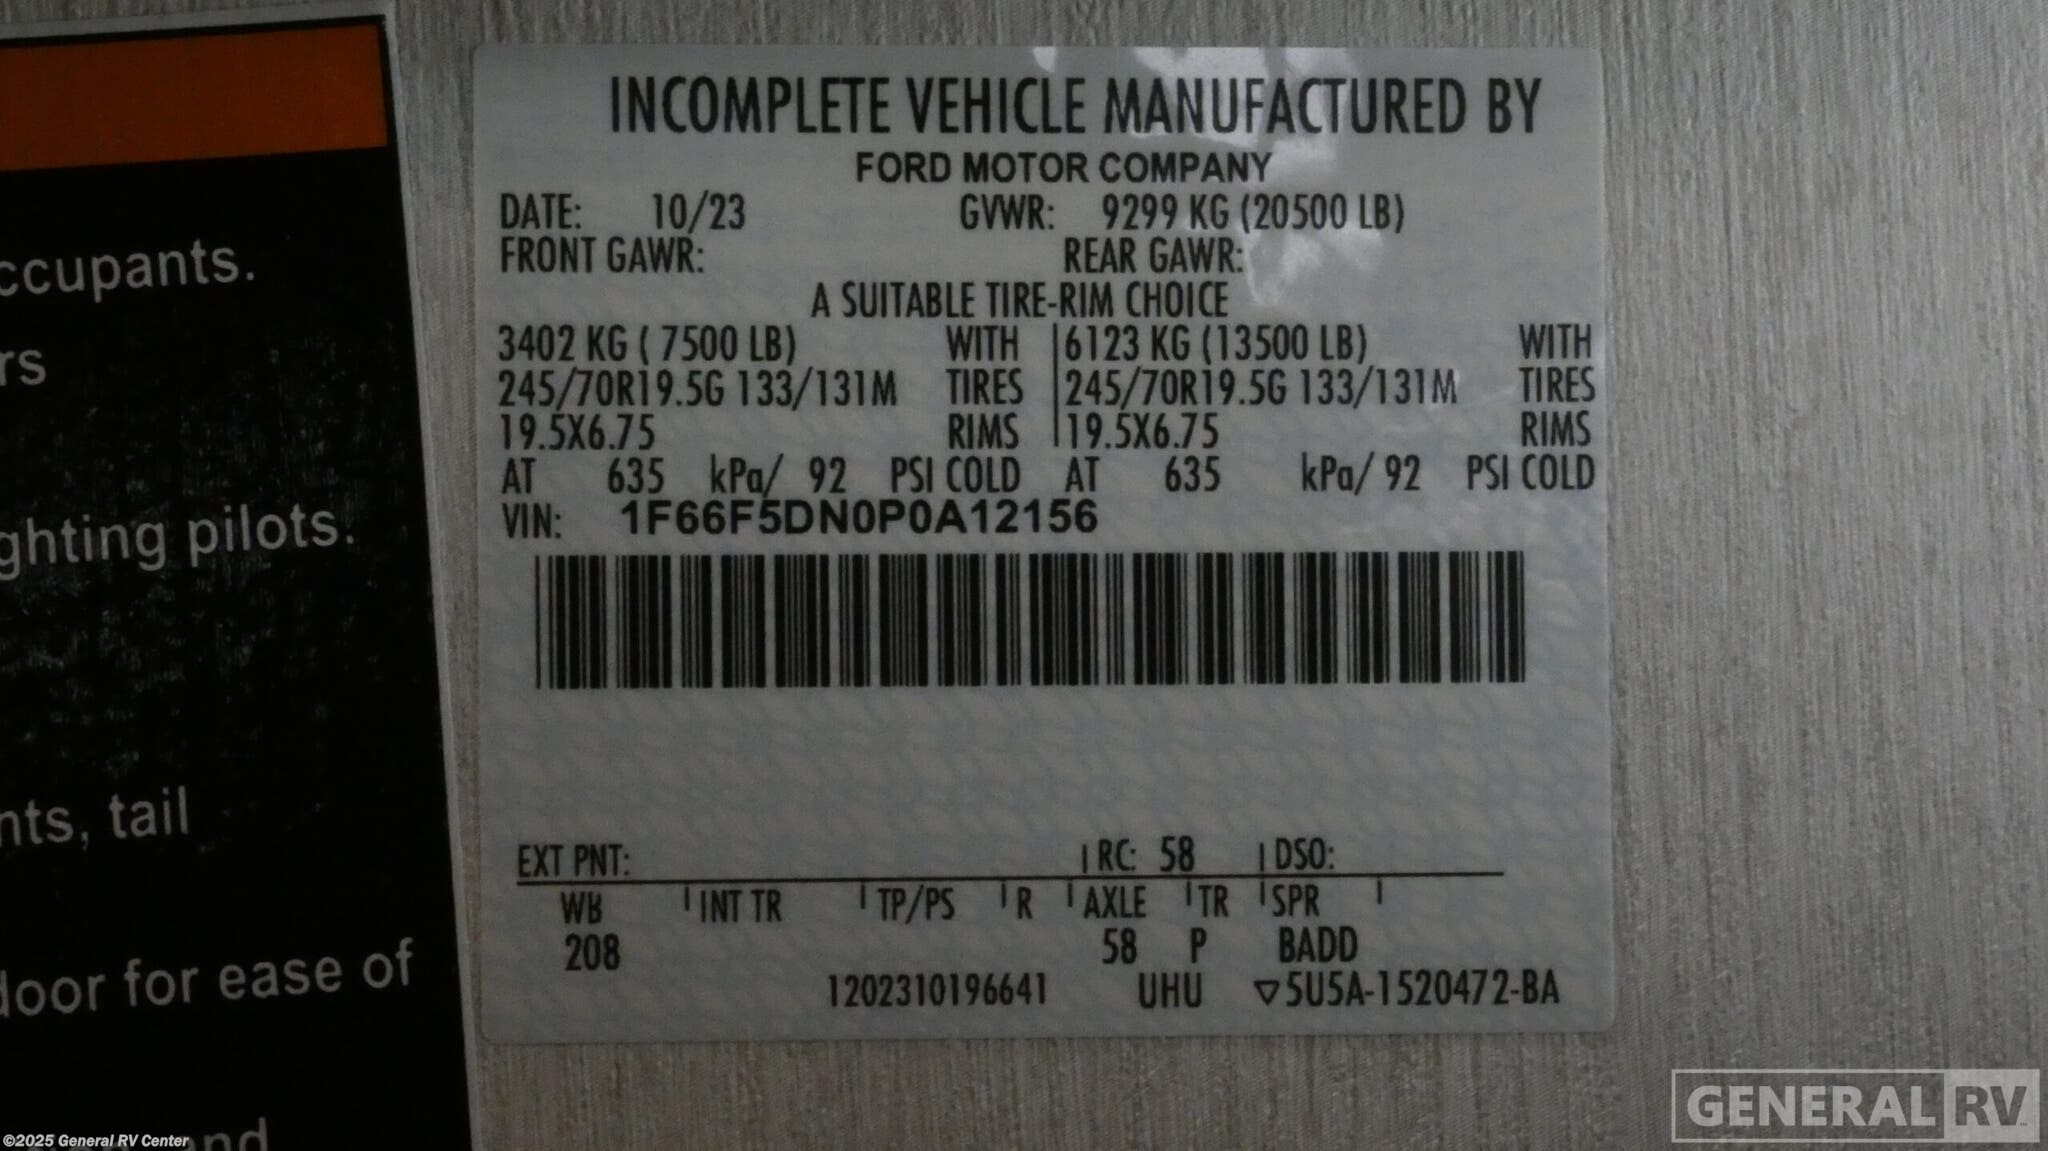 INCOMPLETE VEHICLE MANUFACTURED BY
FORD MOTOR COMPANY
DATE: 10/23 GVWR: 9299 KG (20500 LB)
FRONT GAWR: REAR GAWR:
A SUITABLE TIRE-RIM CHOICE
3402 KG ( 7500 LB) WITH 6123 KG (13500 LB) WITH
245/70R19.5G 133/131M TIRES 245/70R19.5G 133/131M TIRES
19.5X6.75 RIMS 19.5X6.75 RIMS
AT 635 kPa/ 92 PSI COLD AT 635 kPa/ 92 PSI COLD
VIN: 1F66F5DN0P0A12156
EXT PNT: RC: 58 DSO:
WB INT TR TP/PS R AXLE TR SPR
208 58 P BADD
1202310196641 UHU ▽5U5A-1520472-BA
ccupants.
rs
ghting pilots.
nts, tail
door for ease of
and
©2025 General RV Center
GENERAL RV